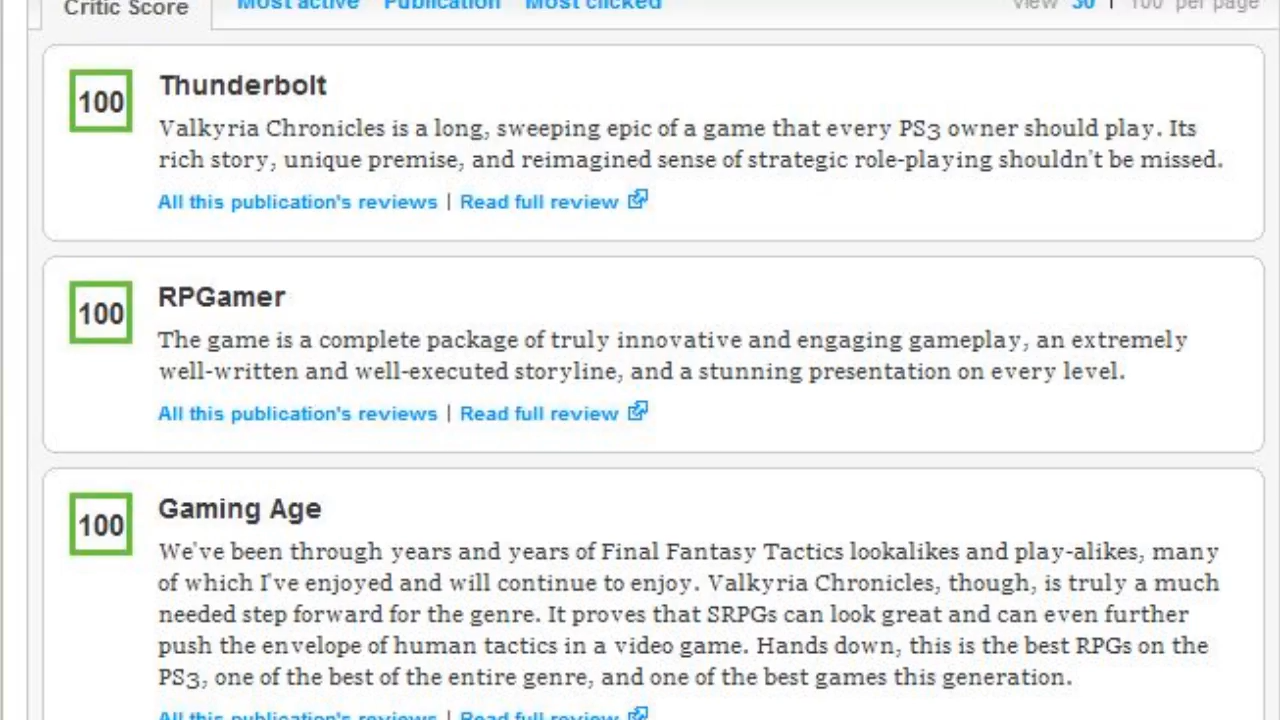 Critic Score Most active Publication Most clicked view 30 | 100 per page
100 Thunderbolt
Valkyria Chronicles is a long, sweeping epic of a game that every PS3 owner should play. Its
rich story, unique premise, and reimagined sense of strategic role-playing shouldn't be missed.
All this publication's reviews | Read full review
100 RPGamer
The game is a complete package of truly innovative and engaging gameplay, an extremely
well-written and well-executed storyline, and a stunning presentation on every level.
All this publication's reviews | Read full review
100 Gaming Age
We've been through years and years of Final Fantasy Tactics lookalikes and play-alikes, many
of which I've enjoyed and will continue to enjoy. Valkyria Chronicles, though, is truly a much
needed step forward for the genre. It proves that SRPGs can look great and can even further
push the envelope of human tactics in a video game. Hands down, this is the best RPGs on the
PS3, one of the best of the entire genre, and one of the best games this generation.
All this publication's reviews | Read full review